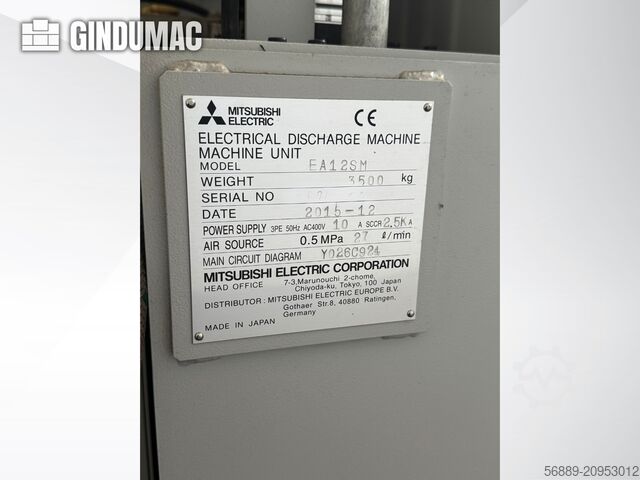 GINDUMAC
MITSUBISHI
ELECTRIC
CE
ELECTRICAL DISCHARGE MACHINE
MACHINE UNIT
MODEL EA12SM
WEIGHT 3500 kg
SERIAL NO
DATE 2015-12
POWER SUPPLY 3PE 50Hz AC400V 10 A SCCR 2.5KA
AIR SOURCE 0.5MPa 27 ℓ/min
MAIN CIRCUIT DIAGRAM Y026C924
MITSUBISHI ELECTRIC CORPORATION
HEAD OFFICE 7-3, Marunouchi 2-chome,
Chiyoda-ku, Tokyo, 100 Japan
DISTRIBUTOR: MITSUBISHI ELECTRIC EUROPE B.V.
Gothaer Str.8, 40880 Ratingen,
Germany
MADE IN JAPAN
56889-20953012